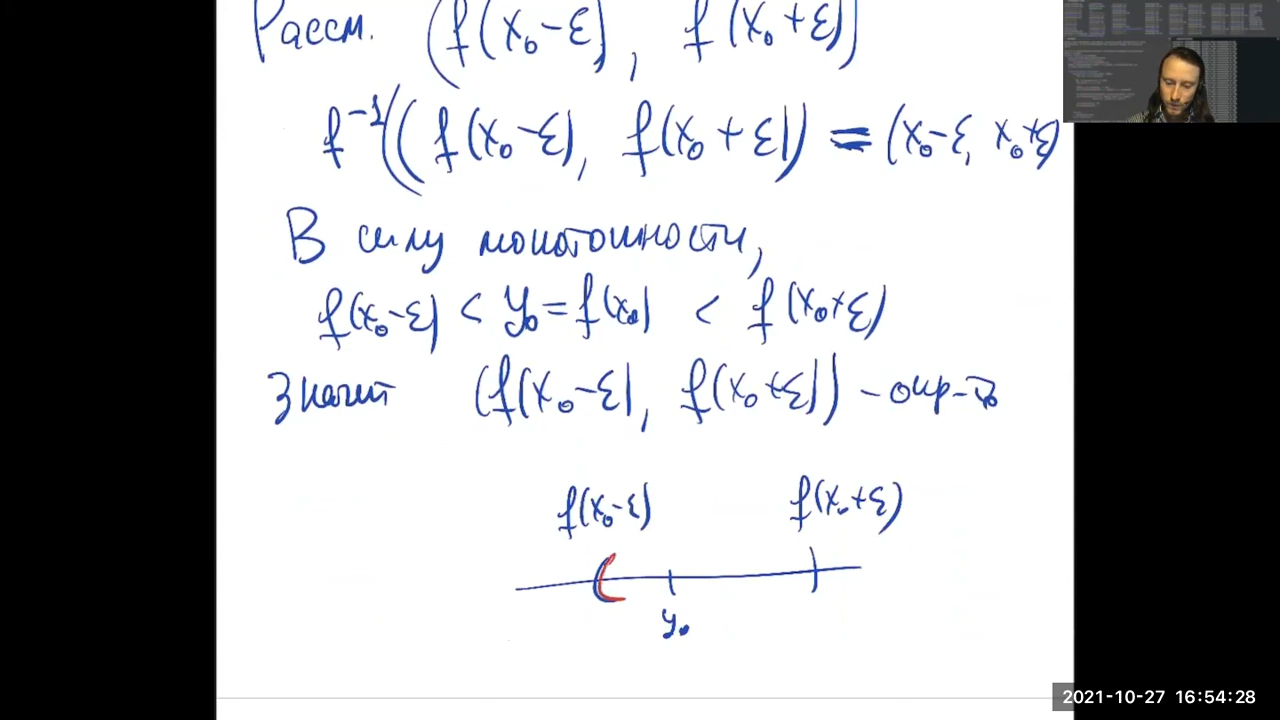 Рассм. (f(x₀-ε), f(x₀+ε))
f⁻¹((f(x₀-ε), f(x₀+ε)) = (x₀-ε, x₀+ε)
В силу монотонности,
f(x₀-ε) < y₀ = f(x₀) < f(x₀+ε)
Значит (f(x₀-ε), f(x₀+ε)) - окр-ть
f(x₀-ε) f(x₀+ε)
y₀
2021-10-27 16:54:28